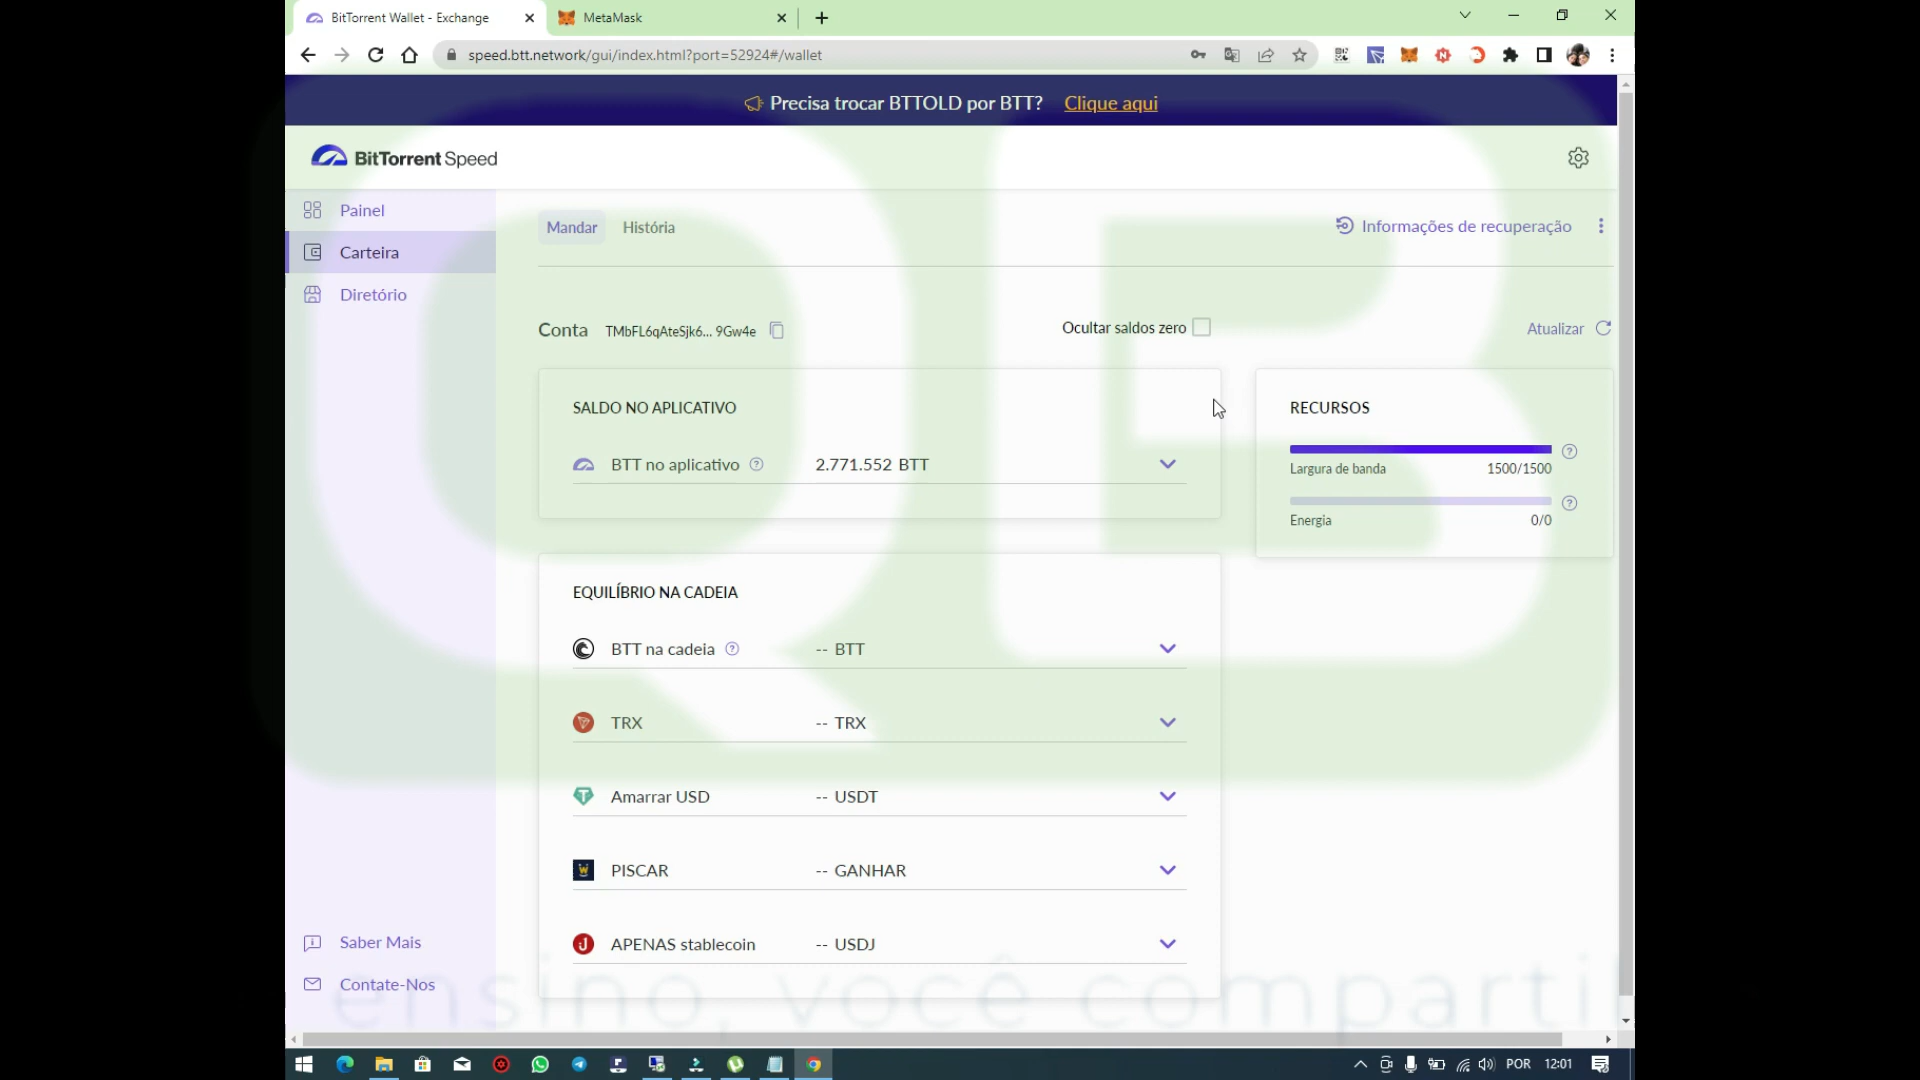 BitTorrent Wallet - Exchange
MetaMask
speed.btt.network/gui/index.html?port=52924#/wallet
Precisa trocar BTTOLD por BTT? Clique aqui
BitTorrent Speed
Painel
Carteira
Diretório
Mandar
História
Informações de recuperação
Conta TMbFL6qAteSjk6... 9Gw4e
Ocultar saldos zero
Atualizar
SALDO NO APLICATIVO
BTT no aplicativo ? 2.771.552 BTT
RECURSOS
Largura de banda 1500/1500
Energia 0/0
EQUILÍBRIO NA CADEIA
BTT na cadeia ? -- BTT
TRX -- TRX
Amarrar USD -- USDT
PISCAR -- GANHAR
APENAS stablecoin -- USDJ
Saber Mais
Contate-Nos
ensino, você comparti
POR 12:01